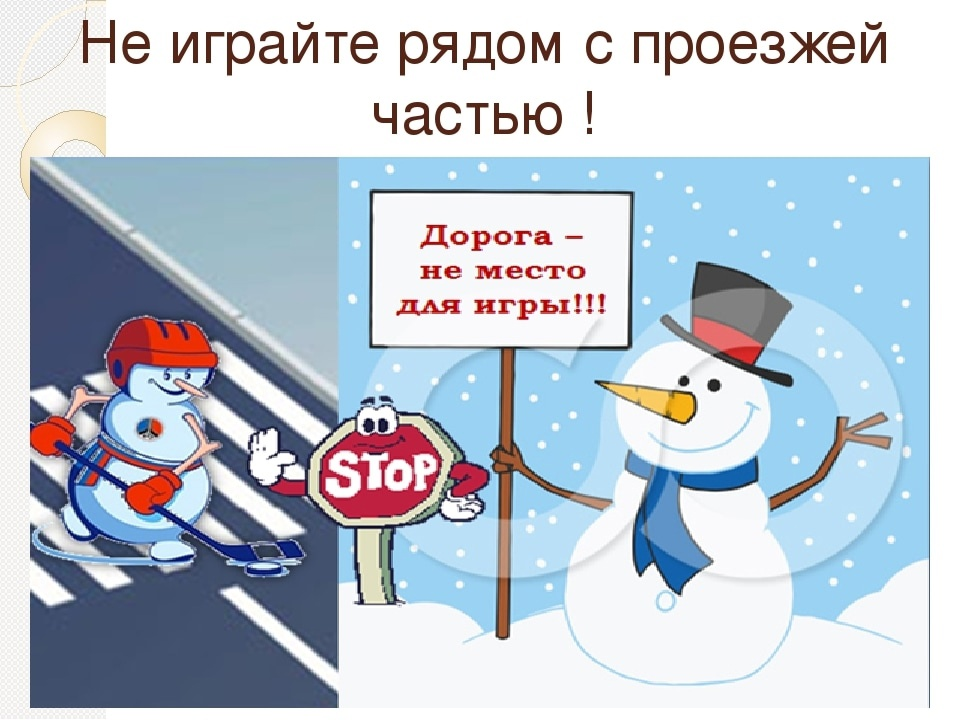 Не играйте рядом с проезжей
частью !
Дорога –
не место
для игры!!!
STOP